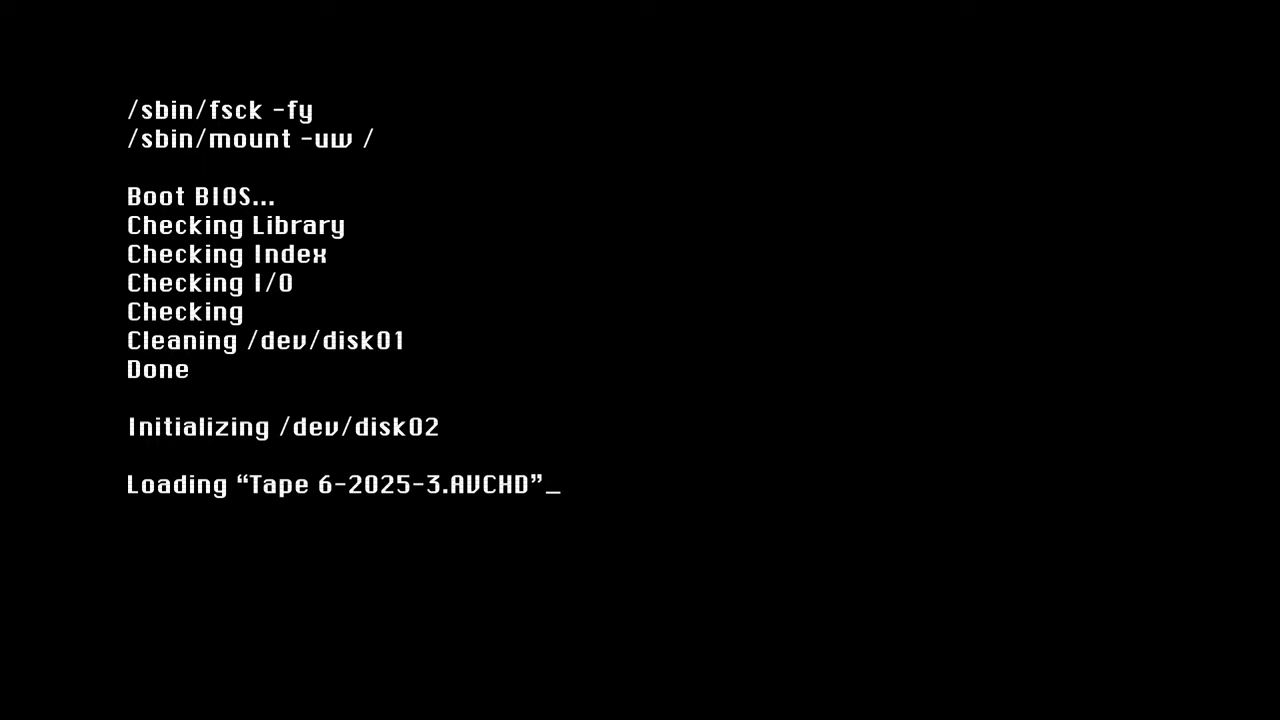 /sbin/fsck -fy
/sbin/mount -uw /
Boot BIOS...
Checking Library
Checking Index
Checking I/O
Checking
Cleaning /dev/disk01
Done
Initializing /dev/disk02
Loading “Tape 6-2025-3.AVCHD”_